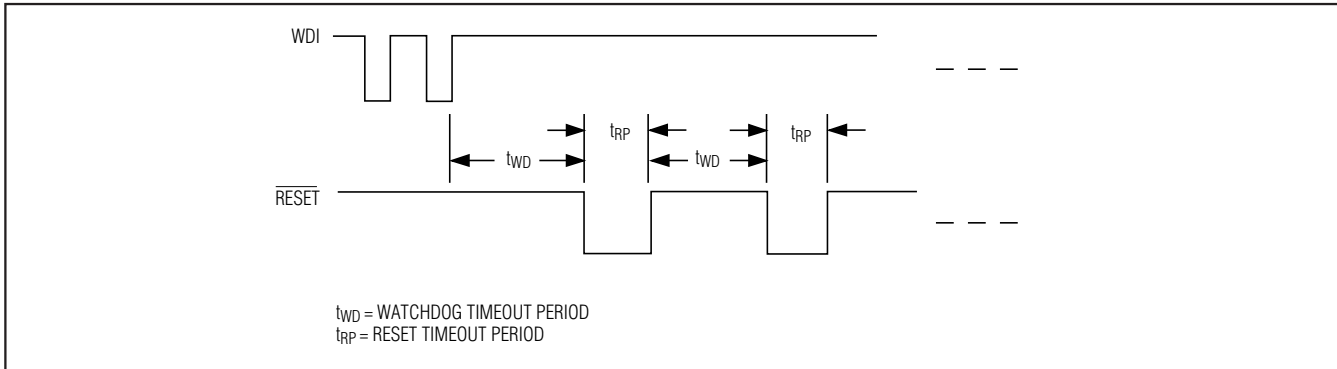 WDI
tRP tRP
tWD tWD
RESET
tWD = WATCHDOG TIMEOUT PERIOD
tRP = RESET TIMEOUT PERIOD